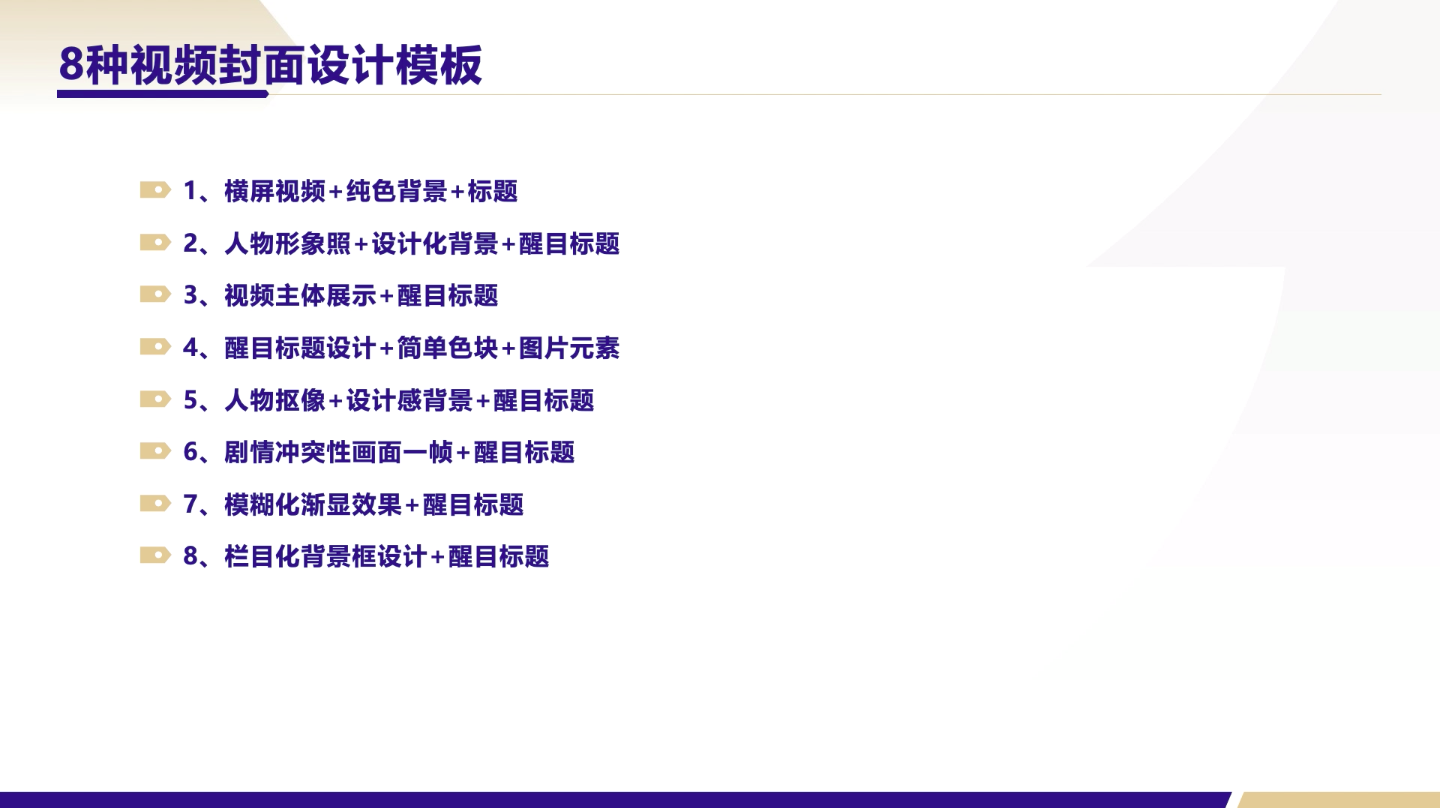 8种视频封面设计模板
1、横屏视频+纯色背景+标题
2、人物形象照+设计化背景+醒目标题
3、视频主体展示+醒目标题
4、醒目标题设计+简单色块+图片元素
5、人物抠像+设计感背景+醒目标题
6、剧情冲突性画面一帧+醒目标题
7、模糊化渐显效果+醒目标题
8、栏目化背景框设计+醒目标题